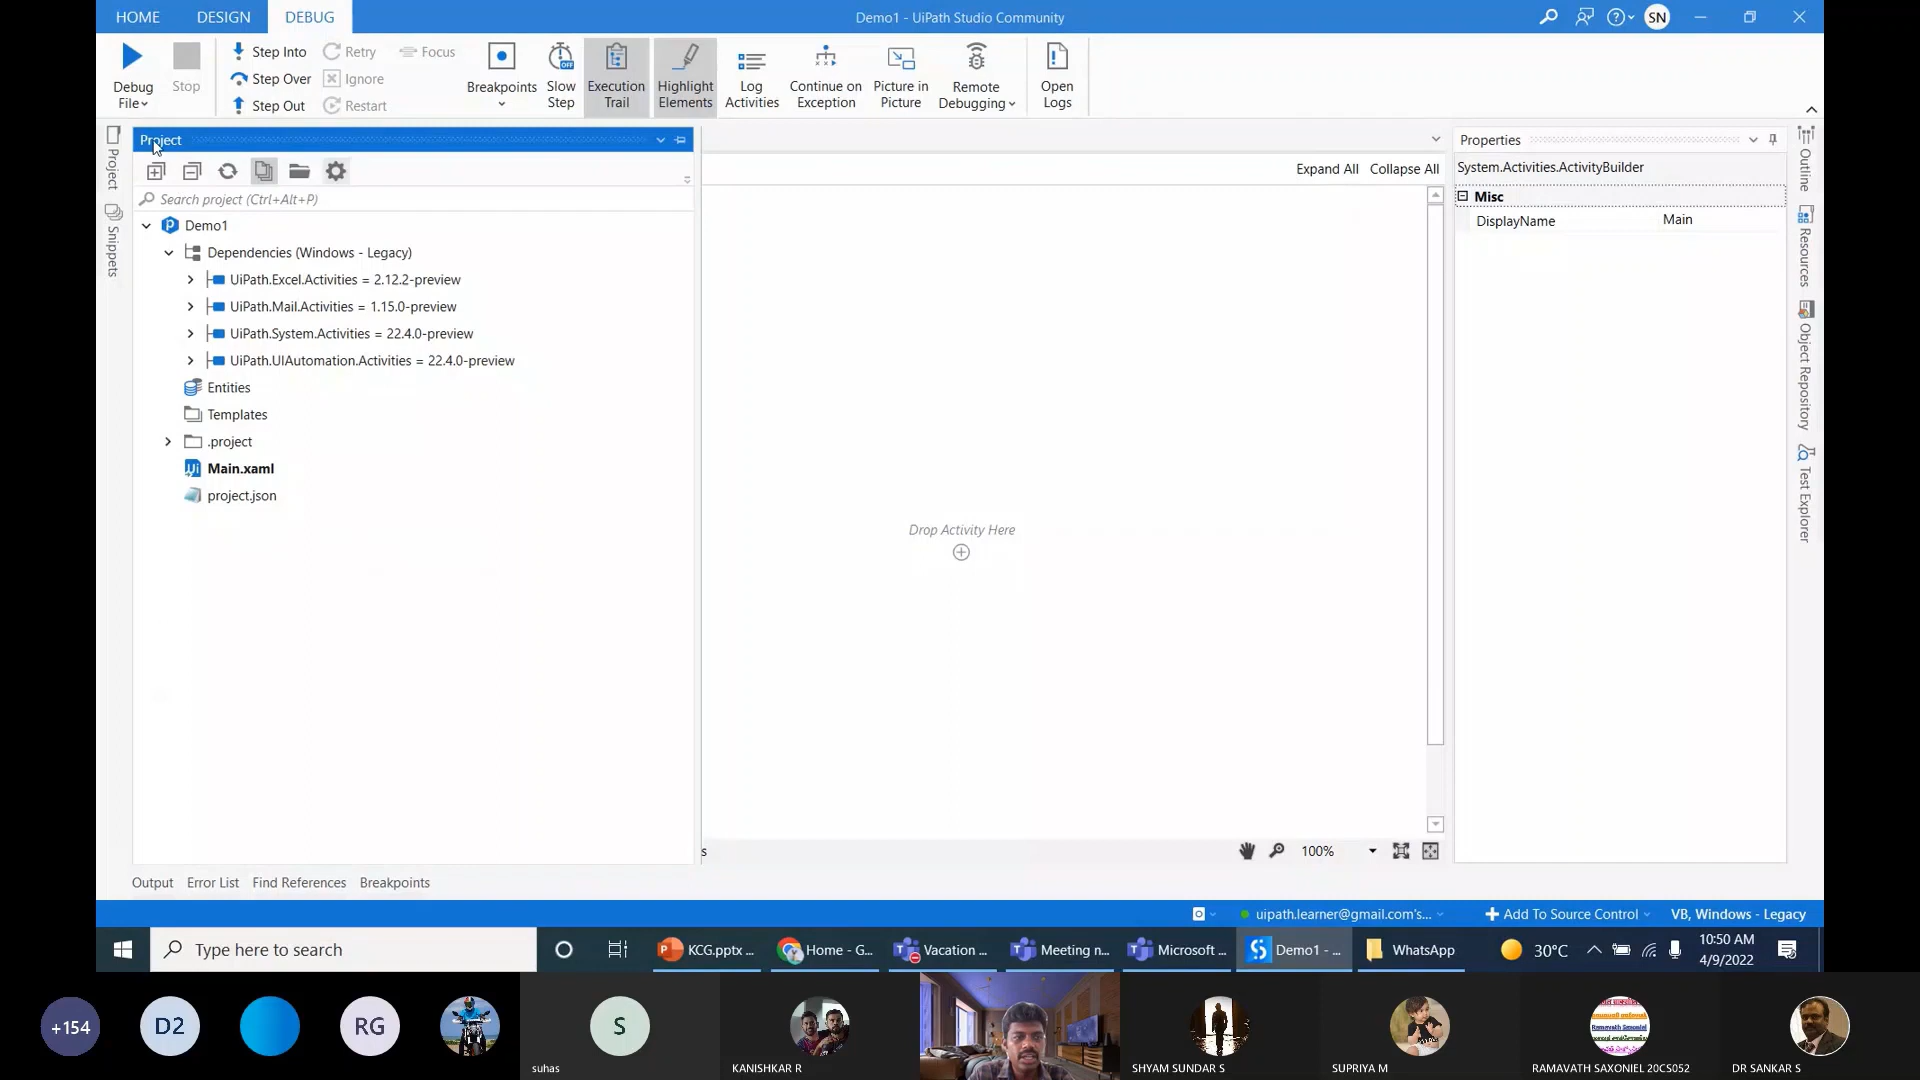 HOME DESIGN DEBUG Demo1 - UiPath Studio Community SN
Step Into Retry Focus
Step Over Ignore
Step Out Restart
Debug File Stop Breakpoints Slow Step Execution Trail Highlight Elements Log Activities Continue on Exception Picture in Picture Remote Debugging Open Logs
Project
Snippets
Project
Search project (Ctrl+Alt+P)
Demo1
Dependencies (Windows - Legacy)
UiPath.Excel.Activities = 2.12.2-preview
UiPath.Mail.Activities = 1.15.0-preview
UiPath.System.Activities = 22.4.0-preview
UiPath.UIAutomation.Activities = 22.4.0-preview
Entities
Templates
.project
Main.xaml
project.json
Expand All Collapse All
Drop Activity Here
100%
Properties
System.Activities.ActivityBuilder
Misc
DisplayName Main
Outline
Resources
Object Repository
Test Explorer
Output Error List Find References Breakpoints
uipath.learner@gmail.com's... Add To Source Control VB, Windows - Legacy
Type here to search KCG.pptx ... Home - G... Vacation ... Meeting n... Microsoft ... Demo1 - ... WhatsApp 30°C 10:50 AM
4/9/2022
+154 D2 RG S
suhas KANISHKAR R SHYAM SUNDAR S SUPRIYA M RAMAVATH SAXONIEL 20CS052 DR SANKAR S